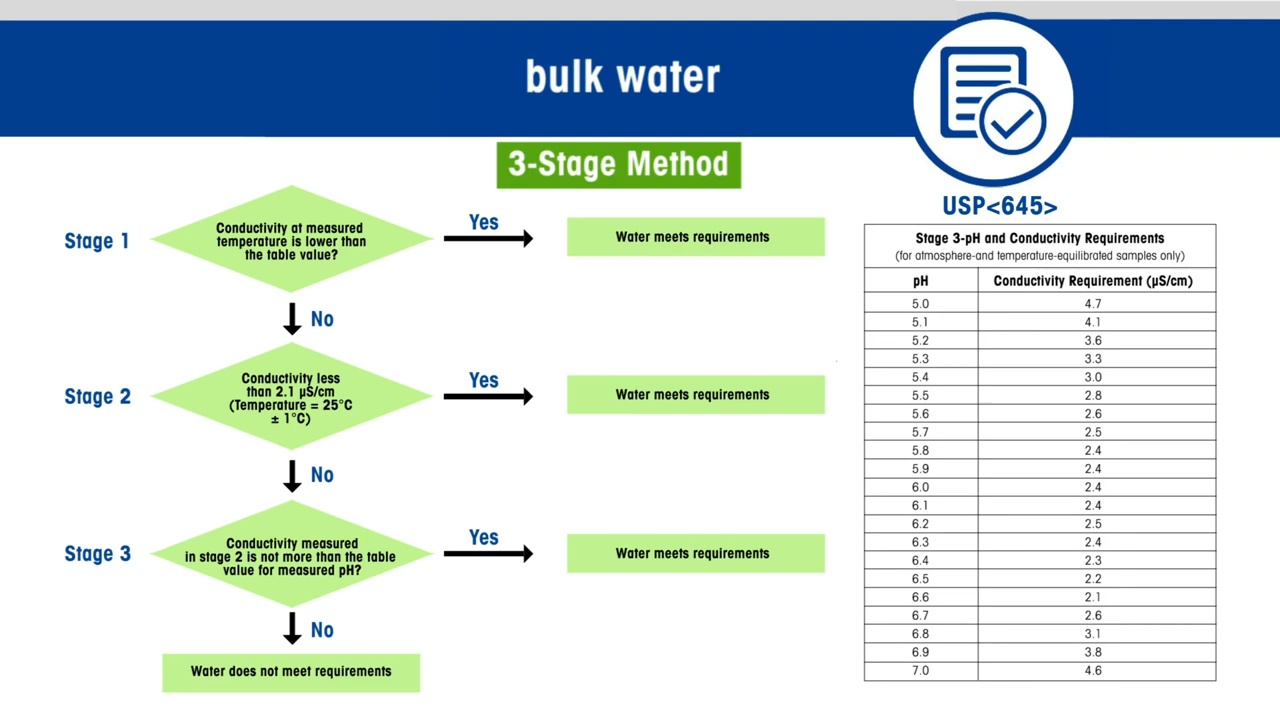 bulk water
3-Stage Method
USP<645>
Stage 1
Conductivity at measured
temperature is lower than
the table value?
Yes
Water meets requirements
No
Stage 2
Conductivity less
than 2.1 µS/cm
(Temperature = 25°C
± 1°C)
Yes
Water meets requirements
No
Stage 3
Conductivity measured
in stage 2 is not more than the table
value for measured pH?
Yes
Water meets requirements
No
Water does not meet requirements
Stage 3-pH and Conductivity Requirements
(for atmosphere-and temperature-equilibrated samples only)
pH Conductivity Requirement (µS/cm)
5.0 4.7
5.1 4.1
5.2 3.6
5.3 3.3
5.4 3.0
5.5 2.8
5.6 2.6
5.7 2.5
5.8 2.4
5.9 2.4
6.0 2.4
6.1 2.4
6.2 2.5
6.3 2.4
6.4 2.3
6.5 2.2
6.6 2.1
6.7 2.6
6.8 3.1
6.9 3.8
7.0 4.6